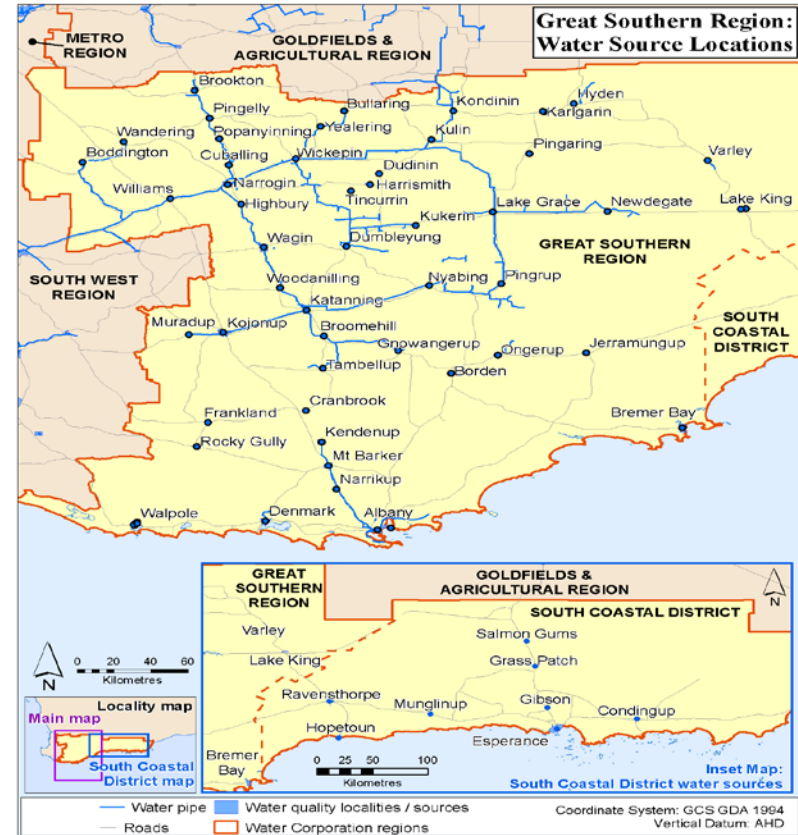 Great Southern Region:
Water Source Locations
METRO
REGION
GOLDFIELDS &
AGRICULTURAL REGION
Brookton
Pingelly
Bullaring
Kondinin
Hyden
Karlgarin
Wandering
Popanyinning
Yealering
Kulin
Boddington
Cuballing
Wickepin
Pingaring
Varley
Dudinin
Williams
Narrogin
Harrismith
Tincurrin
Highbury
Kukerin
Lake Grace
Newdegate
Lake King
Wagin
Dumbleyung
GREAT SOUTHERN
REGION
SOUTH WEST
REGION
Woodanilling
Nyabing
Pingrup
Katanning
Muradup
Kojonup
Broomehill
SOUTH
COASTAL
DISTRICT
Gnowangerup
Ongerup
Jerramungup
Tambellup
Borden
Frankland
Cranbrook
Bremer Bay
Rocky Gully
Kendenup
Mt Barker
Narrikup
Walpole
Denmark
Albany
GREAT
SOUTHERN
REGION
GOLDFIELDS &
AGRICULTURAL REGION
N
SOUTH COASTAL DISTRICT
Varley
Salmon Gums
Lake King
Grass Patch
Ravensthorpe
Munglinup
Gibson
Condingup
Hopetoun
Esperance
Bremer
Bay
0 25 50 100
Kilometres
Inset Map:
South Coastal District water sources
N
0 20 40 60
Kilometres
Locality map
Main map
South Coastal
District map
Water pipe
Water quality localities / sources
Roads
Water Corporation regions
Coordinate System: GCS GDA 1994
Vertical Datum: AHD